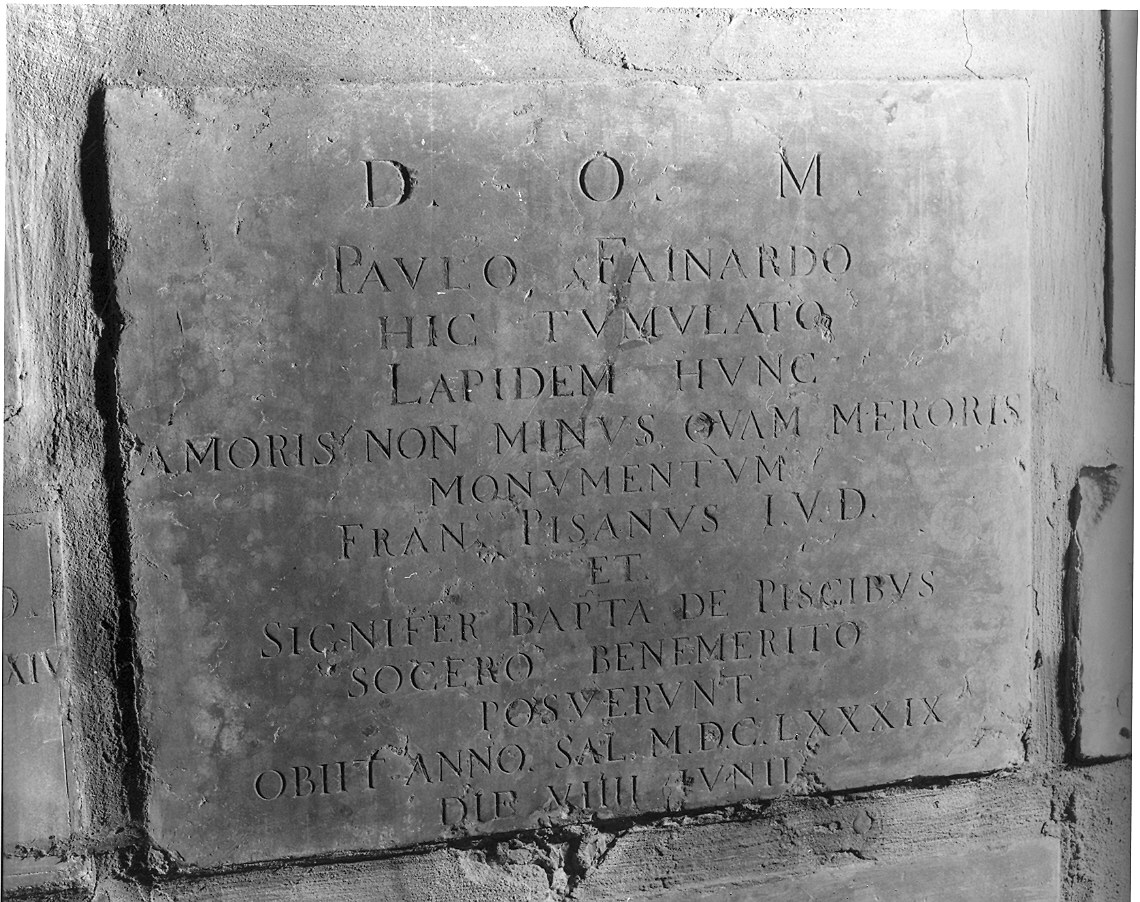 D. O. M.
PAVLO FAINARDO
HIC TVMVLATO
LAPIDEM HVNC
AMORIS NON MINVS QVAM MERORIS
MONVMENTVM
FRAN. PISANVS I.V.D.
ET.
SIGNIFER BAPTA DE PISCIBVS
SOCERO BENEMERITO
POSVERVNT.
OBIIT ANNO. SAL. M.D.C.LXXXIX
DIE VIIII IVNII
D.
XIV